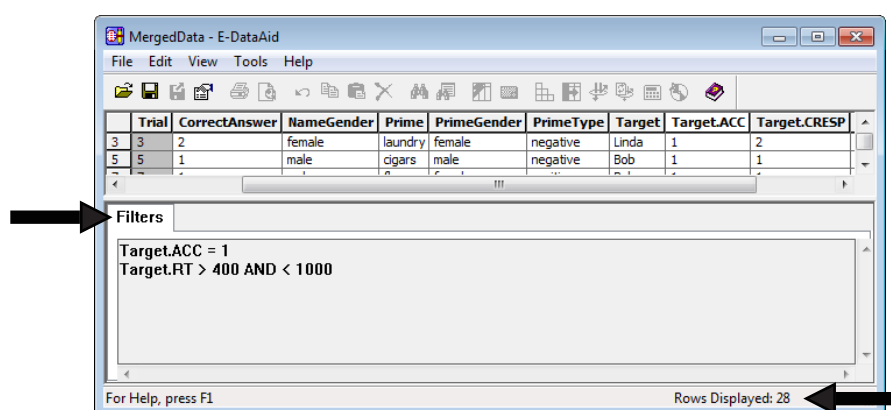 MergedData - E-DataAid
File Edit View Tools Help
Trial CorrectAnswer NameGender Prime PrimeGender PrimeType Target Target.ACC Target.CRESP
3 3 2 female laundry female negative Linda 1 2
5 5 1 male cigars male negative Bob 1 1
Filters
Target.ACC = 1
Target.RT > 400 AND < 1000
For Help, press F1 Rows Displayed: 28